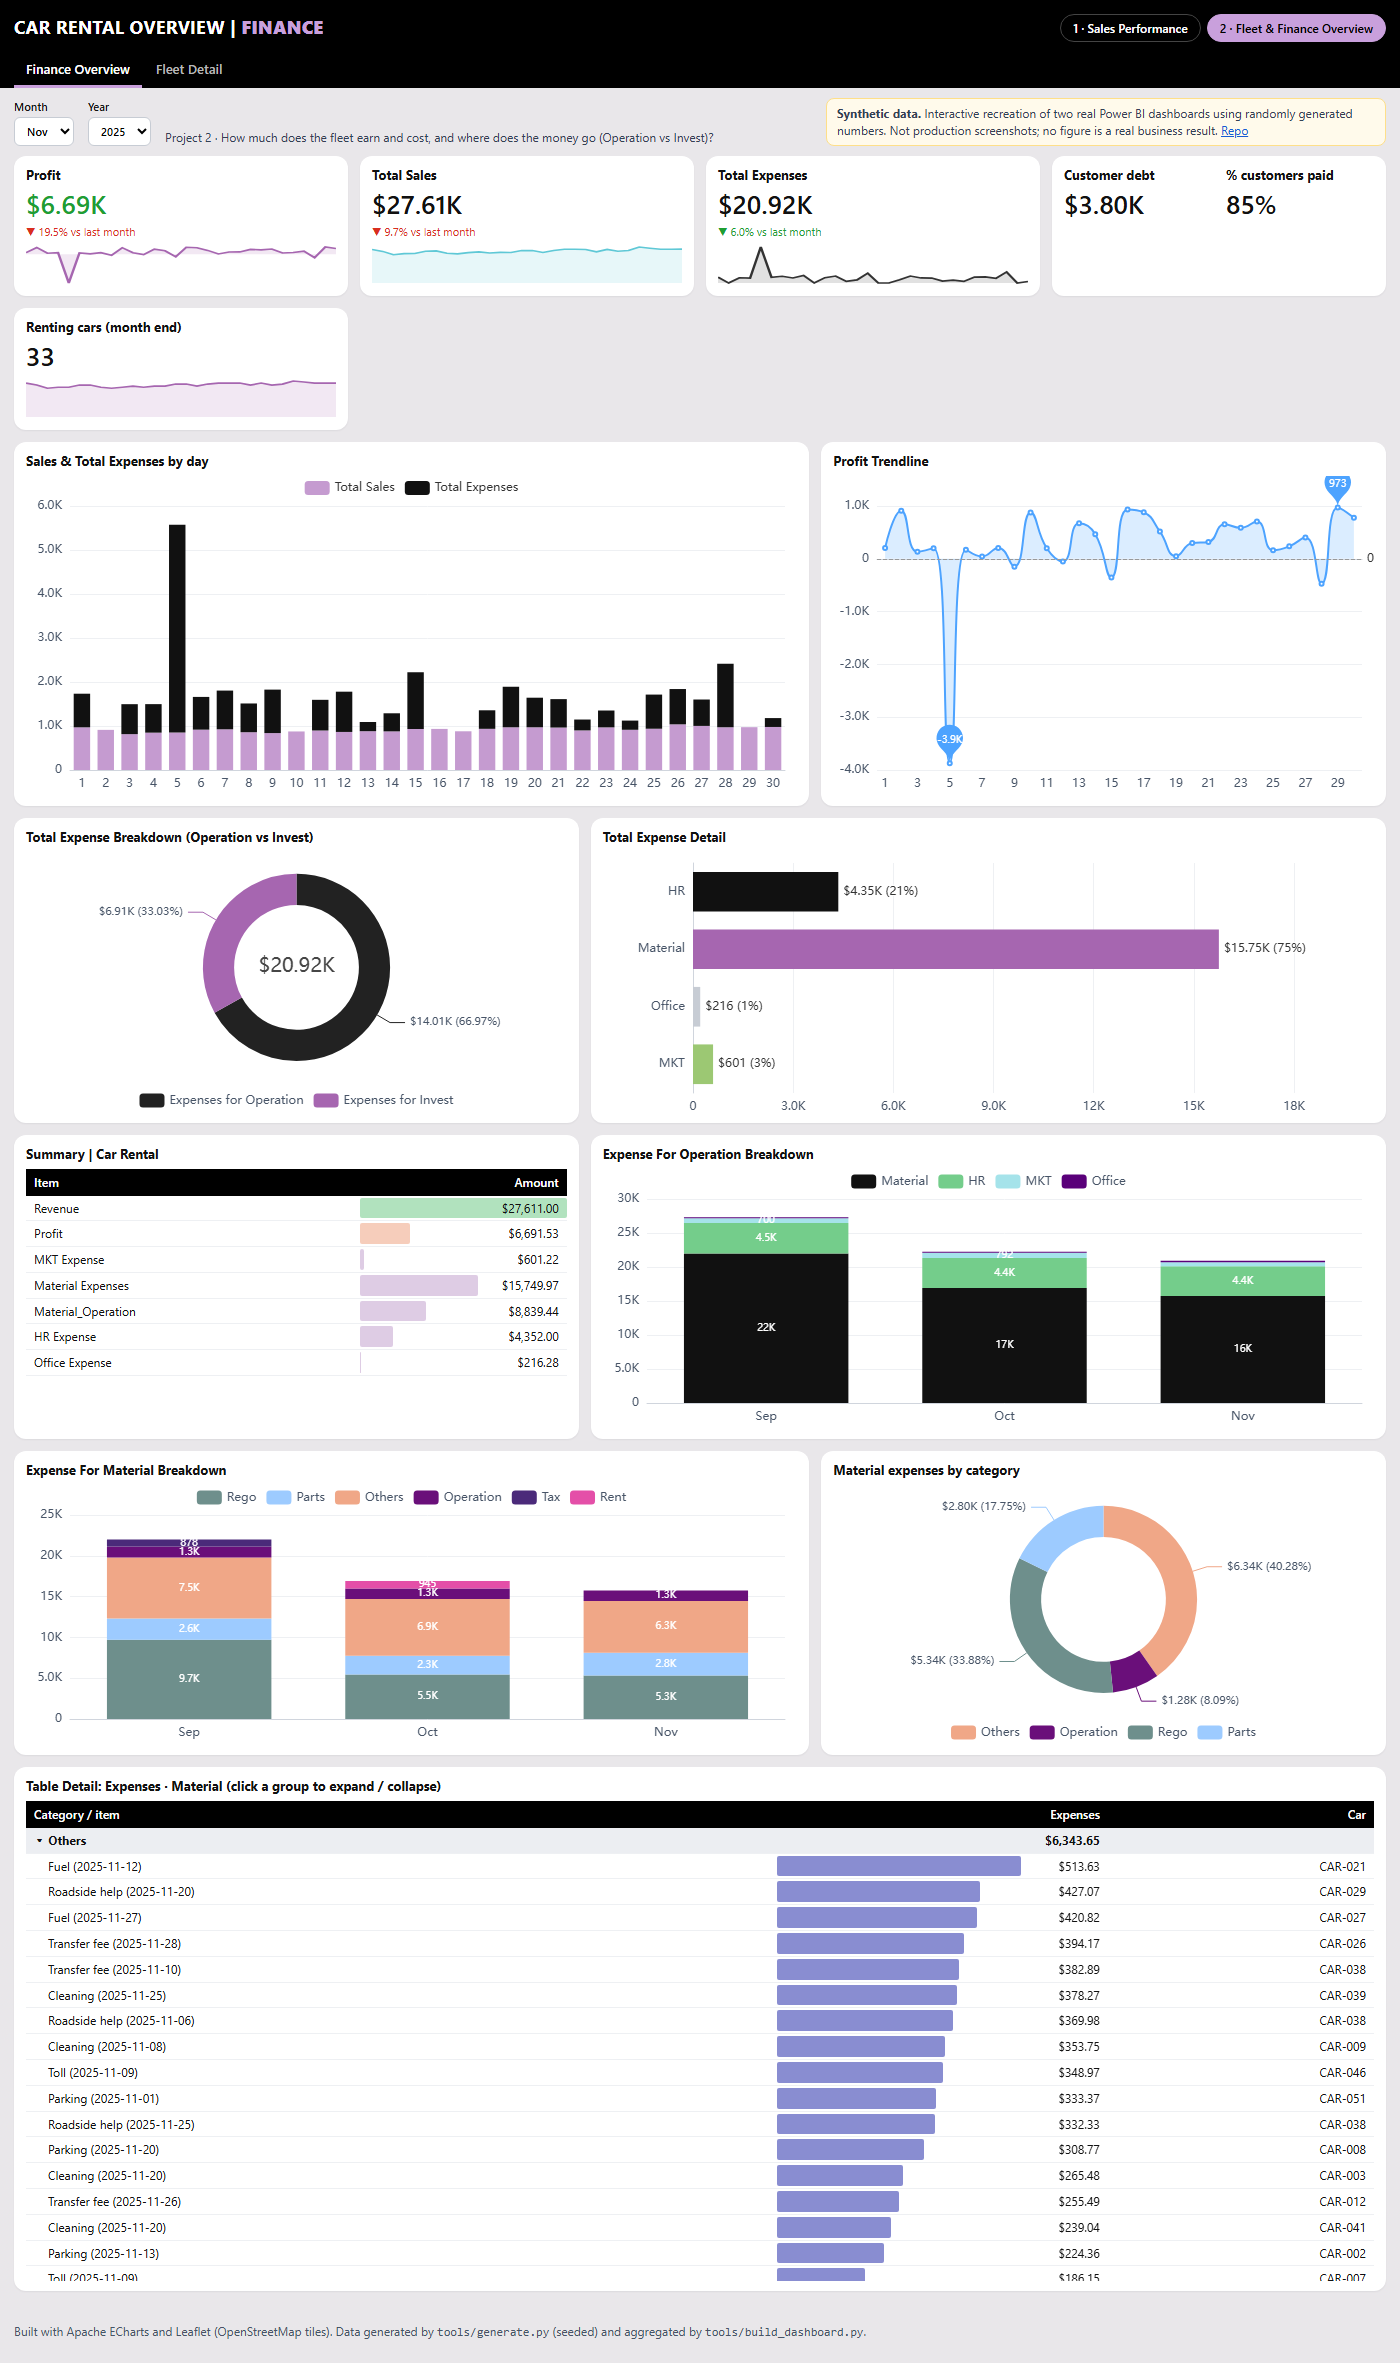 CAR RENTAL OVERVIEW | FINANCE
1 · Sales Performance
2 · Fleet & Finance Overview
Finance Overview
Fleet Detail
Month
Year
Nov
2025
Project 2 · How much does the fleet earn and cost, and where does the money go (Operation vs Invest)?
Synthetic data. Interactive recreation of two real Power BI dashboards using randomly generated
numbers. Not production screenshots; no figure is a real business result. Repo
Profit
$6.69K
▼ 19.5% vs last month
Total Sales
$27.61K
▼ 9.7% vs last month
Total Expenses
$20.92K
▼ 6.0% vs last month
Customer debt
$3.80K
% customers paid
85%
Renting cars (month end)
33
Sales & Total Expenses by day
Total Sales
Total Expenses
6.0K
5.0K
4.0K
3.0K
2.0K
1.0K
0
1 2 3 4 5 6 7 8 9 10 11 12 13 14 15 16 17 18 19 20 21 22 23 24 25 26 27 28 29 30
Profit Trendline
973
1.0K
0
0
-1.0K
-2.0K
-3.0K
-3.9K
-4.0K
1 3 5 7 9 11 13 15 17 19 21 23 25 27 29
Total Expense Breakdown (Operation vs Invest)
$6.91K (33.03%)
$20.92K
$14.01K (66.97%)
Expenses for Operation
Expenses for Invest
Total Expense Detail
HR
$4.35K (21%)
Material
$15.75K (75%)
Office
$216 (1%)
MKT
$601 (3%)
0 3.0K 6.0K 9.0K 12K 15K 18K
Summary | Car Rental
Item Amount
Revenue $27,611.00
Profit $6,691.53
MKT Expense $601.22
Material Expenses $15,749.97
Material_Operation $8,839.44
HR Expense $4,352.00
Office Expense $216.28
Expense For Operation Breakdown
Material HR MKT Office
30K
25K
20K
15K
10K
5.0K
0
700
4.5K
22K
792
4.4K
17K
4.4K
16K
Sep Oct Nov
Expense For Material Breakdown
Rego Parts Others Operation Tax Rent
25K
20K
15K
10K
5.0K
0
878
1.3K
7.5K
2.6K
9.7K
945
1.3K
6.9K
2.3K
5.5K
1.3K
6.3K
2.8K
5.3K
Sep Oct Nov
Material expenses by category
$2.80K (17.75%)
$6.34K (40.28%)
$5.34K (33.88%)
$1.28K (8.09%)
Others Operation Rego Parts
Table Detail: Expenses · Material (click a group to expand / collapse)
Category / item Expenses Car
▾ Others $6,343.65
Fuel (2025-11-12) $513.63 CAR-021
Roadside help (2025-11-20) $427.07 CAR-029
Fuel (2025-11-27) $420.82 CAR-027
Transfer fee (2025-11-28) $394.17 CAR-026
Transfer fee (2025-11-10) $382.89 CAR-038
Cleaning (2025-11-25) $378.27 CAR-039
Roadside help (2025-11-06) $369.98 CAR-038
Cleaning (2025-11-08) $353.75 CAR-009
Toll (2025-11-09) $348.97 CAR-046
Parking (2025-11-01) $333.37 CAR-051
Roadside help (2025-11-25) $332.33 CAR-038
Parking (2025-11-20) $308.77 CAR-008
Cleaning (2025-11-20) $265.48 CAR-003
Transfer fee (2025-11-26) $255.49 CAR-012
Cleaning (2025-11-20) $239.04 CAR-041
Parking (2025-11-13) $224.36 CAR-002
Toll (2025-11-09) $186.15 CAR-007
Built with Apache ECharts and Leaflet (OpenStreetMap tiles). Data generated by tools/generate.py (seeded) and aggregated by tools/build_dashboard.py.